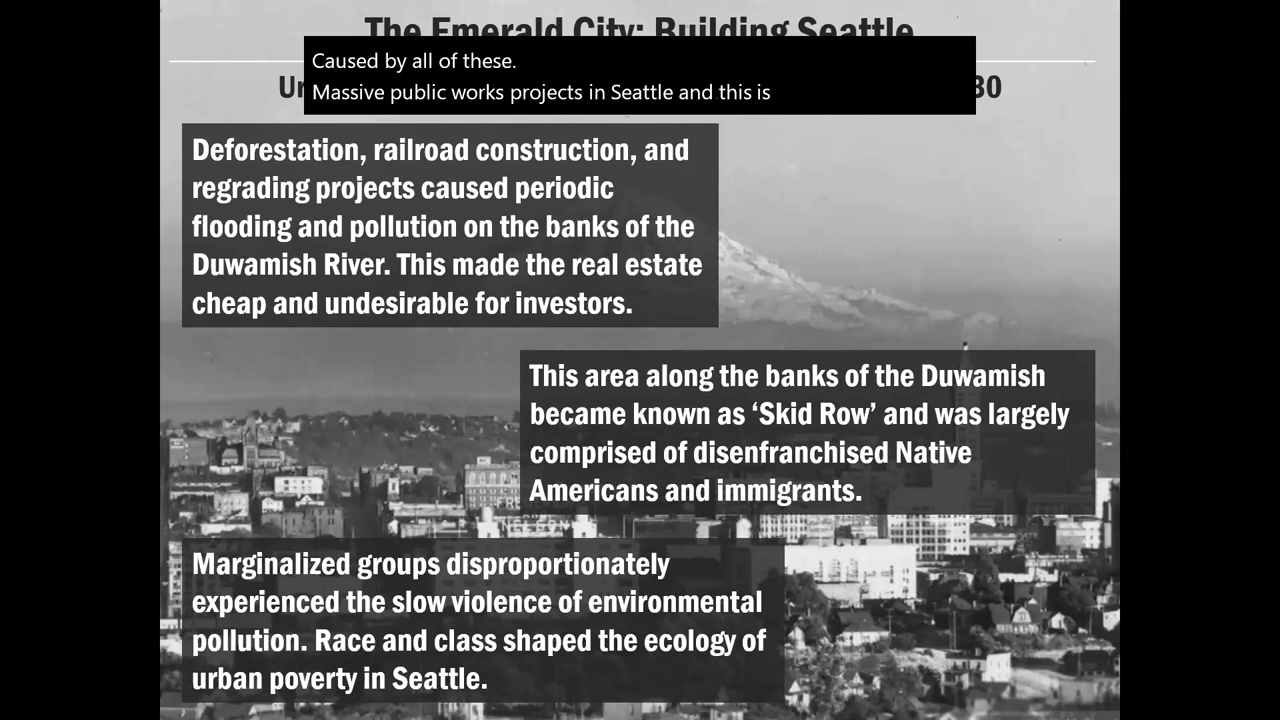 The Emerald City: Building Seattle
Caused by all of these.
Massive public works projects in Seattle and this is
30
Deforestation, railroad construction, and
regrading projects caused periodic
flooding and pollution on the banks of the
Duwamish River. This made the real estate
cheap and undesirable for investors.
This area along the banks of the Duwamish
became known as ‘Skid Row’ and was largely
comprised of disenfranchised Native
Americans and immigrants.
Marginalized groups disproportionately
experienced the slow violence of environmental
pollution. Race and class shaped the ecology of
urban poverty in Seattle.